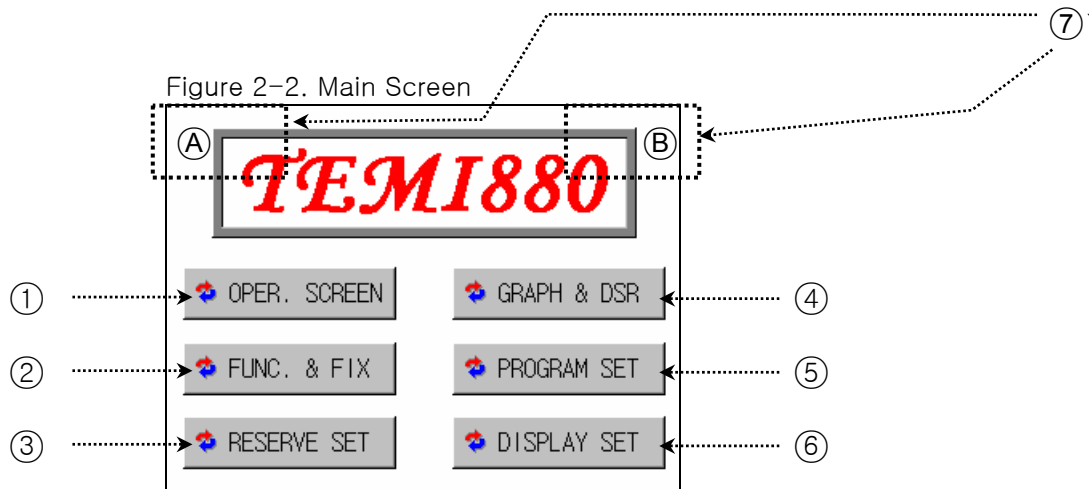 ⑦
Figure 2-2. Main Screen
Ⓐ Ⓑ
TEMI880
① OPER. SCREEN GRAPH & DSR ④
② FUNC. & FIX PROGRAM SET ⑤
③ RESERVE SET DISPLAY SET ⑥